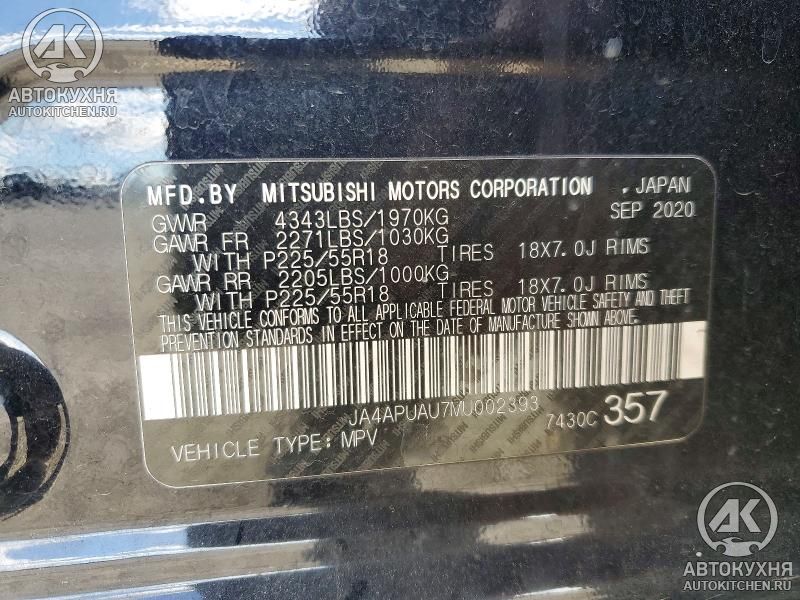 AK
АВТОКУХНЯ
AUTOKITCHEN.RU
MFD.BY MITSUBISHI MOTORS CORPORATION , JAPAN
GVWR 4343LBS/1970KG SEP 2020
GAWR FR 2271LBS/1030KG
WITH P225/55R18 TIRES 18X7.0J RIMS
GAWR RR 2205LBS/1000KG
WITH P225/55R18 TIRES 18X7.0J RIMS
THIS VEHICLE CONFORMS TO ALL APPLICABLE FEDERAL MOTOR VEHICLE SAFETY AND THEFT
PREVENTION STANDARDS IN EFFECT ON THE DATE OF MANUFACTURE SHOWN ABOVE.
JA4APUAU7MU002393
VEHICLE TYPE: MPV 7430C 357
AK
АВТОКУХНЯ
AUTOKITCHEN.RU